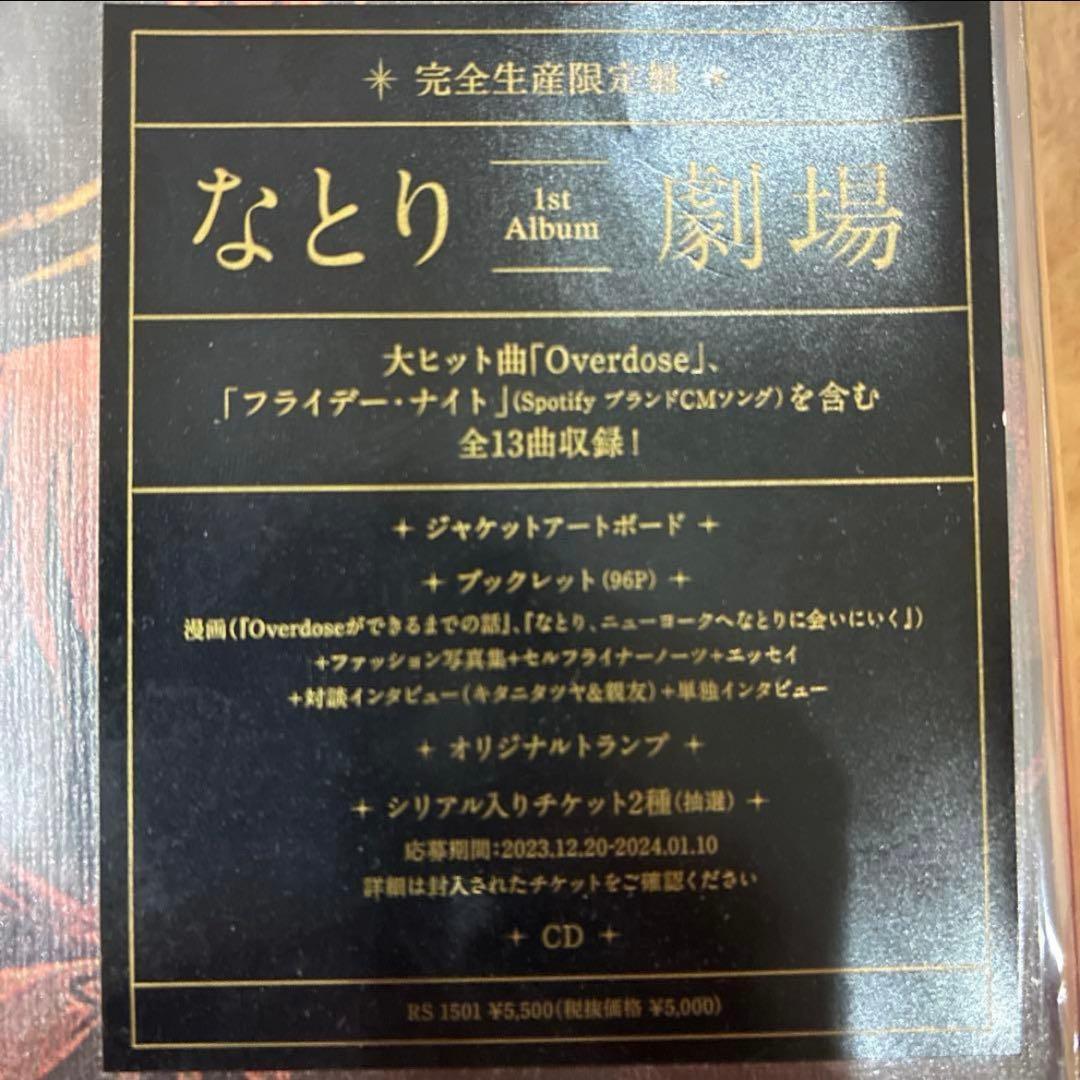 完全生産限定盤
なとり 1st Album 劇場
大ヒット曲「Overdose」、
「フライデー・ナイト」(Spotify ブランドCMソング)を含む
全13曲収録!
ジャケットアートボード
ブックレット(96P)
漫画(『Overdoseができるまでの話』、『なとり、ニューヨークへなとりに会いにいく』)
+ファッション写真集+セルフライナーノーツ+エッセイ
+対談インタビュー(キタニタツヤ&親友)+単独インタビュー
オリジナルトランプ
シリアル入りチケット2種(抽選)
応募期間:2023.12.20-2024.01.10
詳細は封入されたチケットをご確認ください
CD
RS 1501 ¥5,500(税抜価格 ¥5,000)